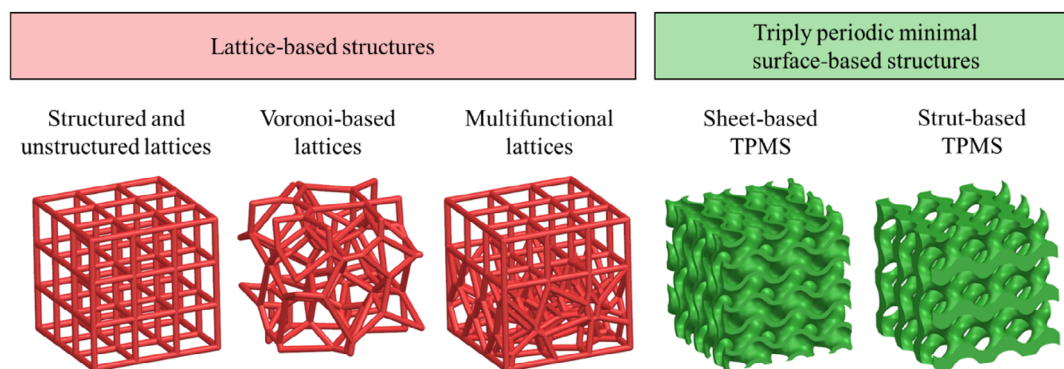 Lattice-based structures
Triply periodic minimal
surface-based structures
Structured and
unstructured lattices
Voronoi-based
lattices
Multifunctional
lattices
Sheet-based
TPMS
Strut-based
TPMS